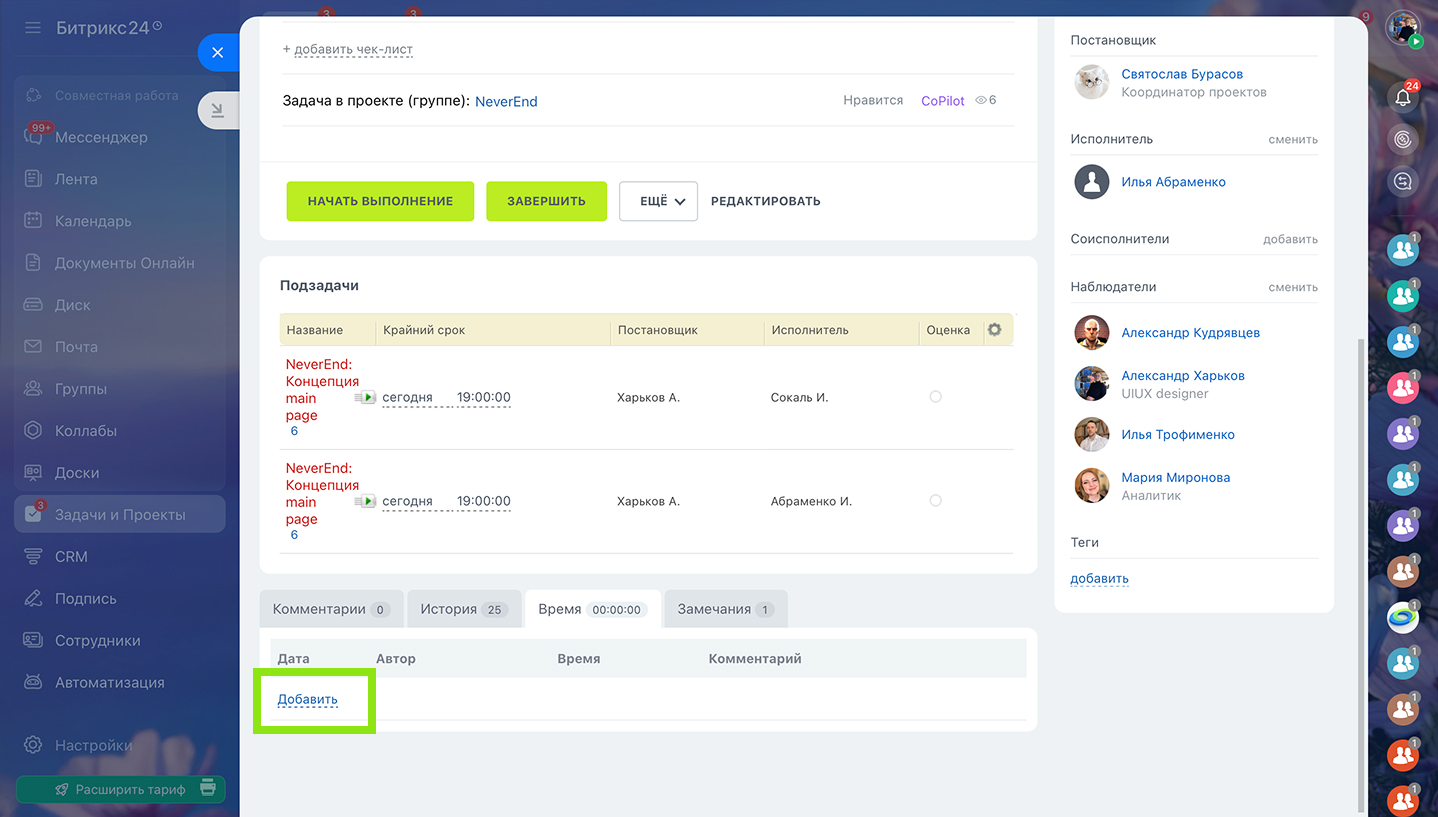 Битрикс24
Совместная работа
99+
Мессенджер
Лента
Календарь
Документы Онлайн
Диск
Почта
Группы
Коллабы
Доски
3
Задачи и Проекты
CRM
Подпись
Сотрудники
Автоматизация
Настройки
Расширить тариф
3
3
+ добавить чек-лист
Задача в проекте (группе): NeverEnd
Нравится CoPilot 6
НАЧАТЬ ВЫПОЛНЕНИЕ ЗАВЕРШИТЬ ЕЩЁ РЕДАКТИРОВАТЬ
Подзадачи
Название Крайний срок Постановщик Исполнитель Оценка
NeverEnd:
Концепция
main
page
6
сегодня 19:00:00 Харьков А. Сокаль И.
NeverEnd:
Концепция
main
page
6
сегодня 19:00:00 Харьков А. Абраменко И.
Комментарии 0 История 25 Время 00:00:00 Замечания 1
Дата Автор Время Комментарий
Добавить
Постановщик
Святослав Бурасов
Координатор проектов
Исполнитель сменить
Илья Абраменко
Соисполнители добавить
Наблюдатели сменить
Александр Кудрявцев
Александр Харьков
UIUX designer
Илья Трофименко
Мария Миронова
Аналитик
Теги
добавить
9
24
1
1
1
1
1
1
1
1
1
1
1
1
1